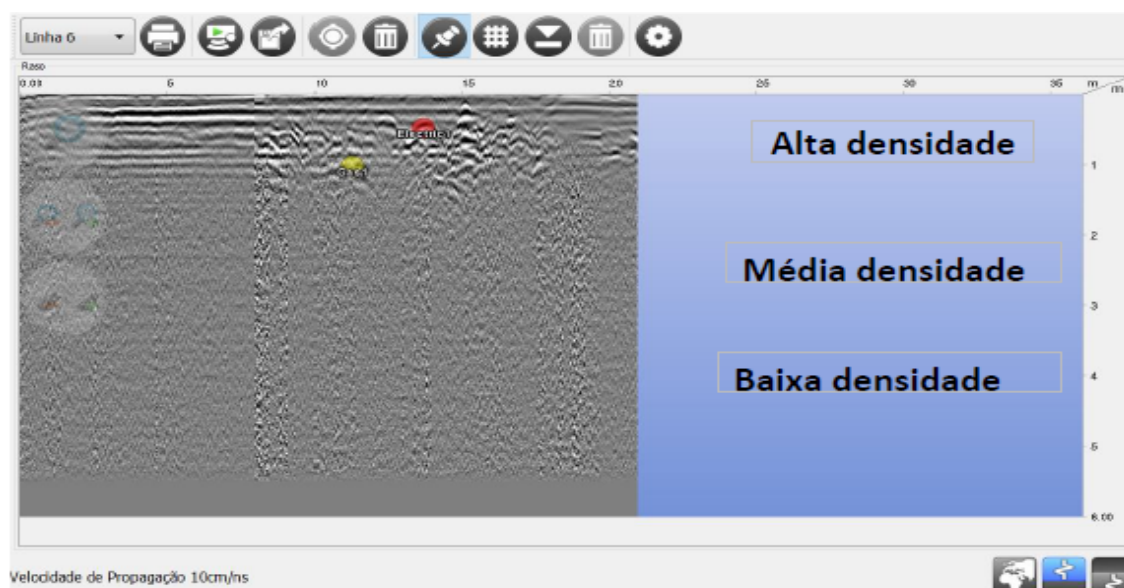 Linha 6
Raso
0.00 5 10 15 20 25 30 35 m
m
Electrica
Alta densidade
1
2
Média densidade
3
Baixa densidade
4
5
6.00
Velocidade de Propagação 10cm/ns